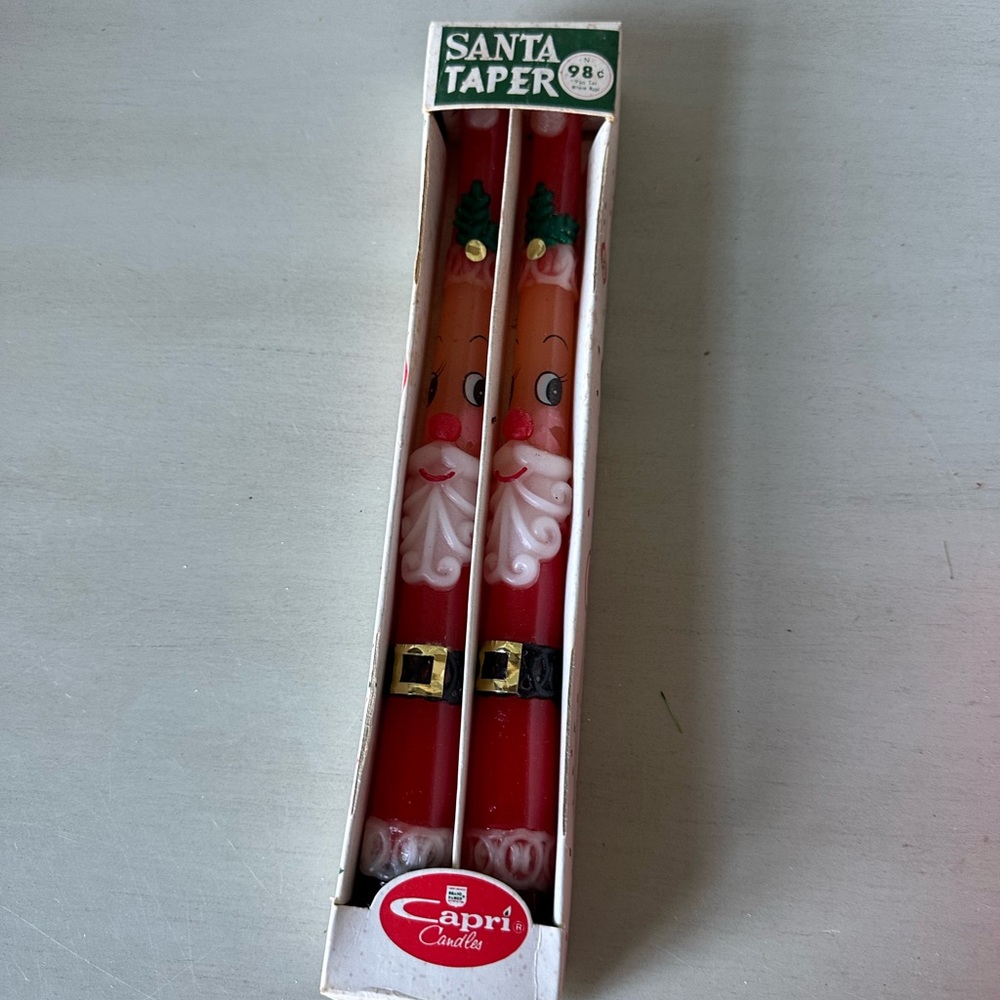 SANTA
TAPER
N
98¢
Capri®
Candles